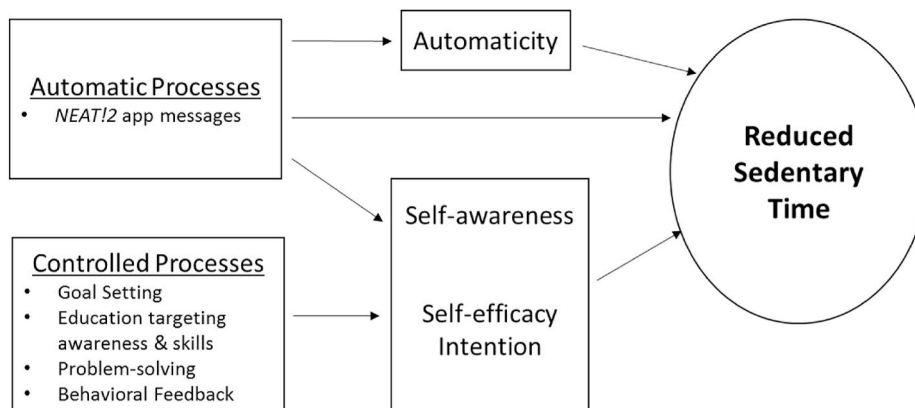 Automatic Processes
• NEAT!2 app messages
Automaticity
Reduced
Sedentary
Time
Self-awareness
Self-efficacy
Intention
Controlled Processes
• Goal Setting
• Education targeting
awareness & skills
• Problem-solving
• Behavioral Feedback